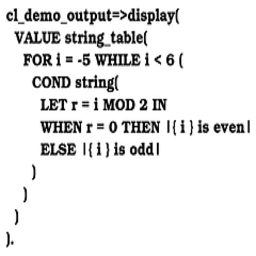 cl_demo_output=>display(
VALUE string_table(
FOR i = -5 WHILE i < 6 (
COND string(
LET r = i MOD 2 IN
WHEN r = 0 THEN |{ i } is even|
ELSE |{ i } is odd|
)
)
)
).